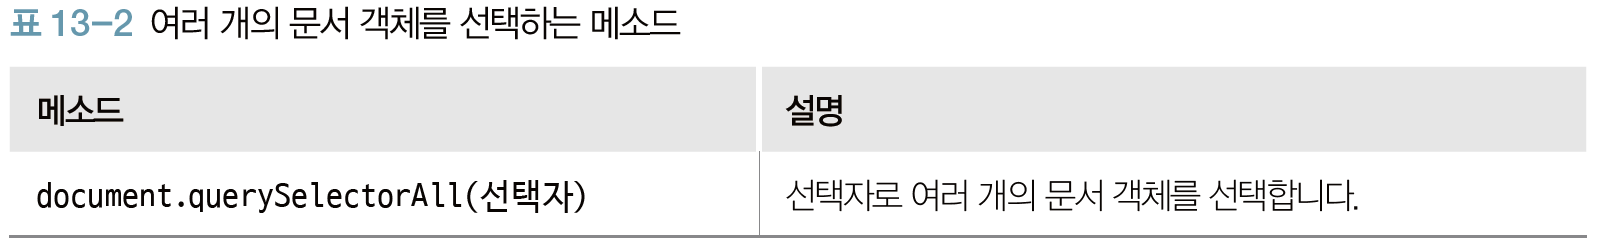 표 13-2 여러 개의 문서 객체를 선택하는 메소드
메소드 설명
document.querySelectorAll(선택자) 선택자로 여러 개의 문서 객체를 선택합니다.